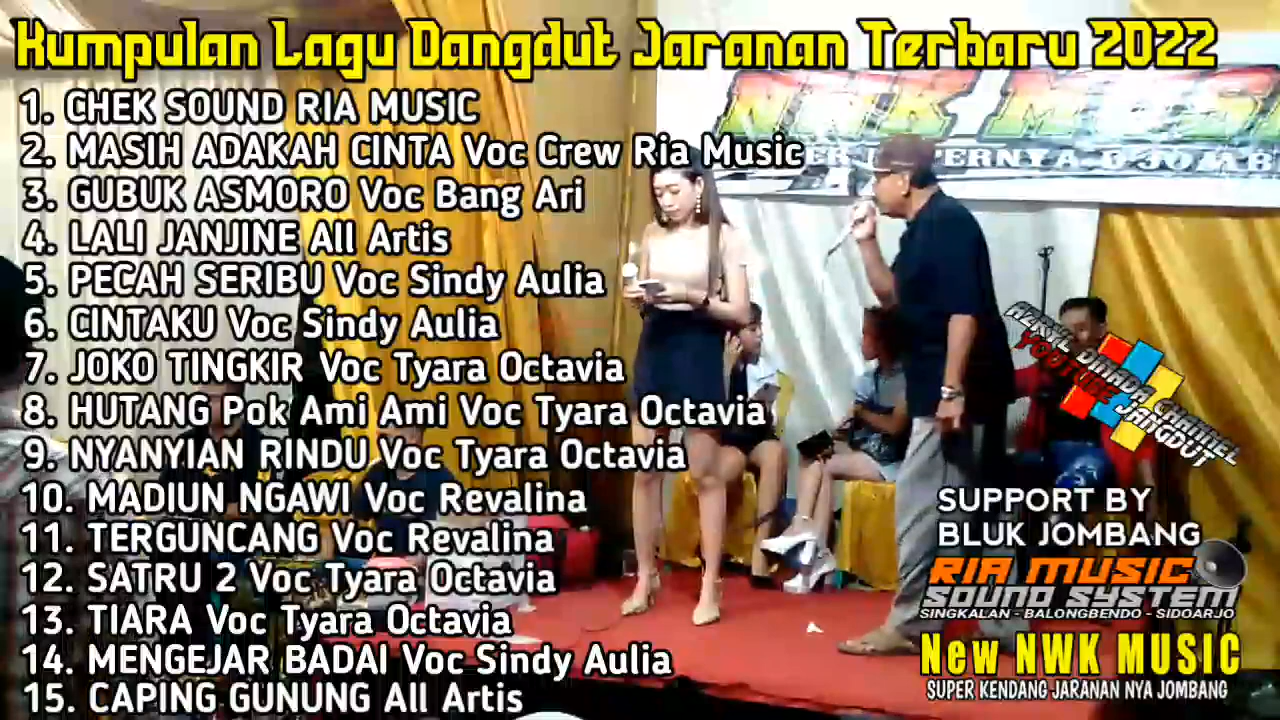 Kumpulan Lagu Dangdut Jaranan Terbaru 2022
1. CHEK SOUND RIA MUSIC
2. MASIH ADAKAH CINTA Voc Crew Ria Music
3. GUBUK ASMORO Voc Bang Ari
4. LALI JANJINE All Artis
5. PECAH SERIBU Voc Sindy Aulia
6. CINTAKU Voc Sindy Aulia
7. JOKO TINGKIR Voc Tyara Octavia
8. HUTANG Pok Ami Ami Voc Tyara Octavia
9. NYANYIAN RINDU Voc Tyara Octavia
10. MADIUN NGAWI Voc Revalina
11. TERGUNCANG Voc Revalina
12. SATRU 2 Voc Tyara Octavia
13. TIARA Voc Tyara Octavia
14. MENGEJAR BADAI Voc Sindy Aulia
15. CAPING GUNUNG All Artis
NWK
CHANNEL
YOUTUBE JANGDUT
SUPPORT BY
BLUK JOMBANG
RIA MUSIC
SOUND SYSTEM
SINGKALAN - BALONGBENDO - SIDOARJO
New NWK MUSIC
SUPER KENDANG JARANAN NYA JOMBANG